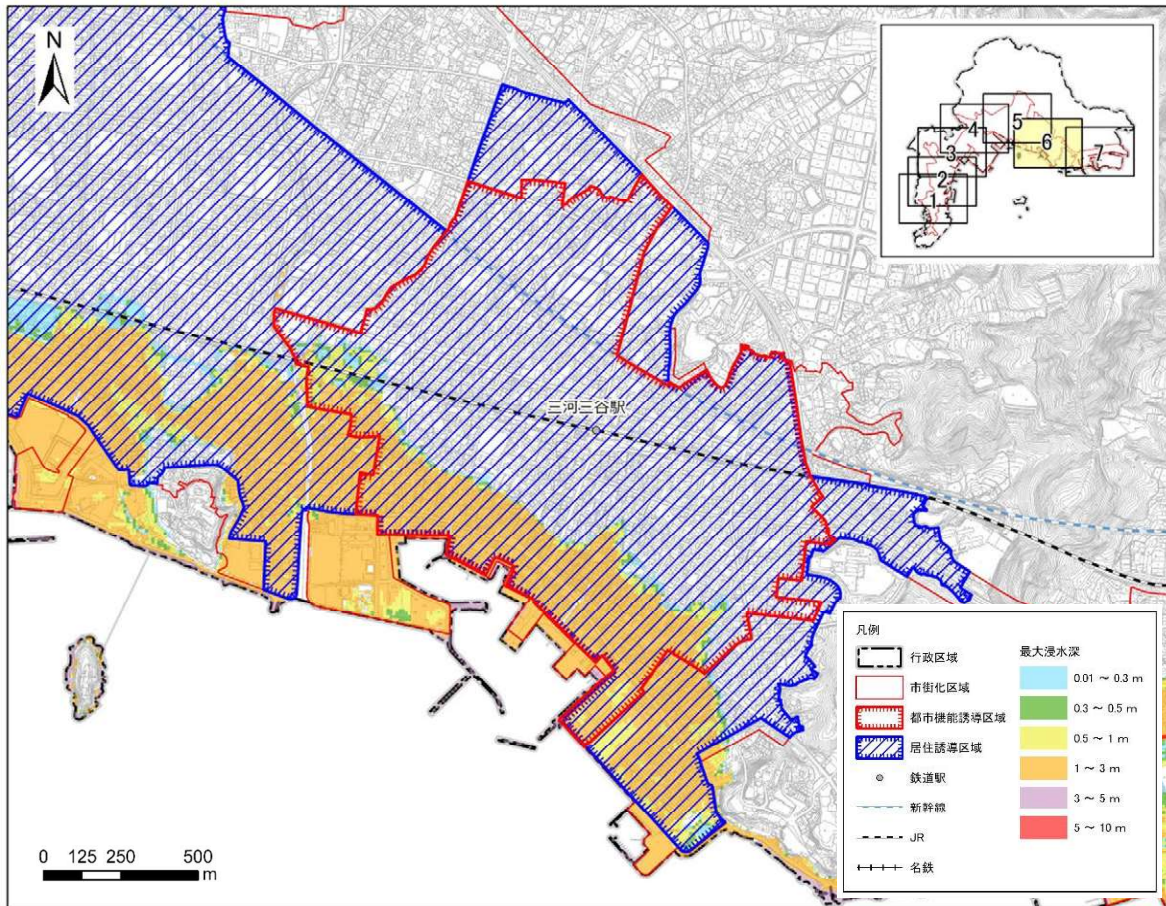 N
5
4
6
3
7
2
1
三河三谷駅
0 125 250 500
m
凡例
行政区域
市街化区域
都市機能誘導区域
居住誘導区域
鉄道駅
新幹線
JR
名鉄
最大浸水深
0.01 ～ 0.3 m
0.3 ～ 0.5 m
0.5 ～ 1 m
1 ～ 3 m
3 ～ 5 m
5 ～ 10 m